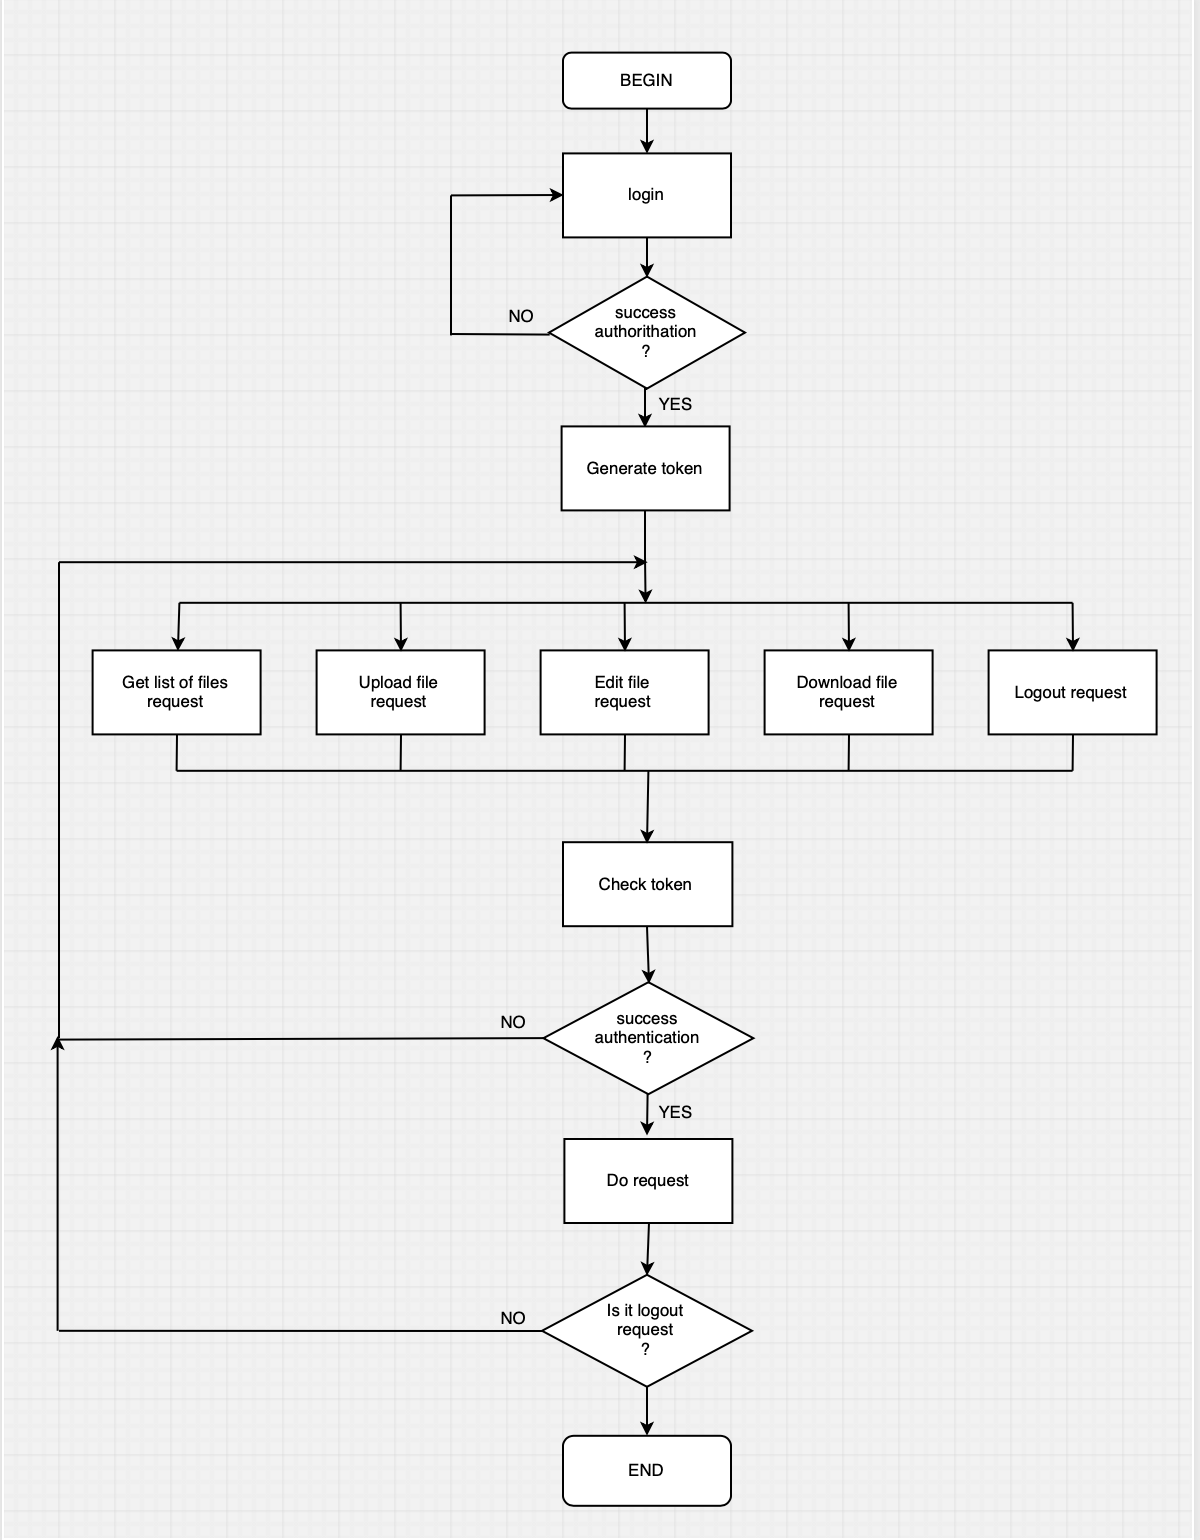 BEGIN
login
success
authorithation
?
NO
YES
Generate token
Get list of files
request
Upload file
request
Edit file
request
Download file
request
Logout request
Check token
success
authentication
?
NO
YES
Do request
Is it logout
request
?
NO
END